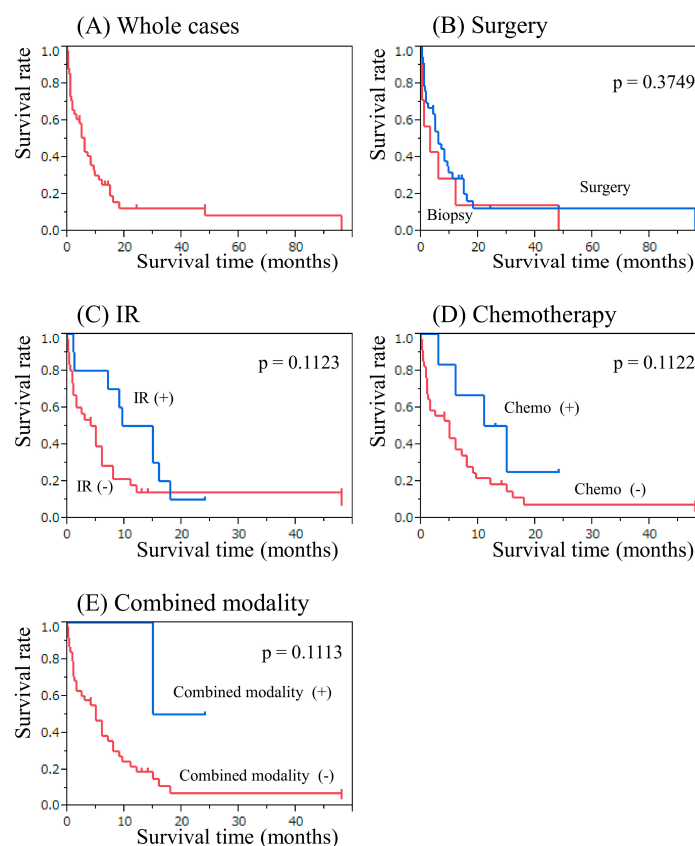 (A) Whole cases
Survival rate
1.0
0.8
0.6
0.4
0.2
0.0
0 20 40 60 80
Survival time (months)
(B) Surgery
Survival rate
1.0
0.8
0.6
0.4
0.2
0.0
p = 0.3749
Surgery
Biopsy
0 20 40 60 80
Survival time (months)
(C) IR
Survival rate
1.0
0.8
0.6
0.4
0.2
0.0
p = 0.1123
IR (+)
IR (-)
0 10 20 30 40
Survival time (months)
(D) Chemotherapy
Survival rate
1.0
0.8
0.6
0.4
0.2
0.0
p = 0.1122
Chemo (+)
Chemo (-)
0 10 20 30 40
Survival time (months)
(E) Combined modality
Survival rate
1.0
0.8
0.6
0.4
0.2
0.0
p = 0.1113
Combined modality (+)
Combined modality (-)
0 10 20 30 40
Survival time (months)